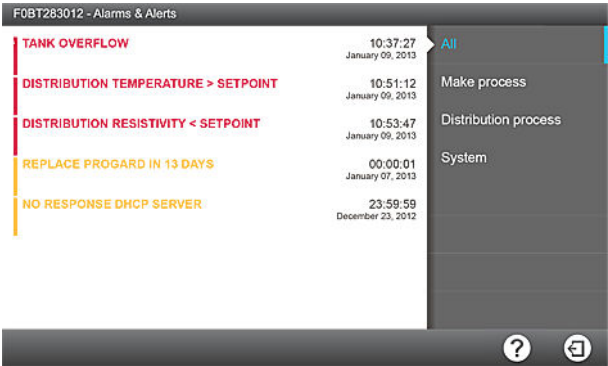 F0BT283012 - Alarms & Alerts
TANK OVERFLOW 10:37:27
January 09, 2013
DISTRIBUTION TEMPERATURE > SETPOINT 10:51:12
January 09, 2013
DISTRIBUTION RESISTIVITY < SETPOINT 10:53:47
January 09, 2013
REPLACE PROGARD IN 13 DAYS 00:00:01
January 07, 2013
NO RESPONSE DHCP SERVER 23:59:59
December 23, 2012
All
Make process
Distribution process
System
?